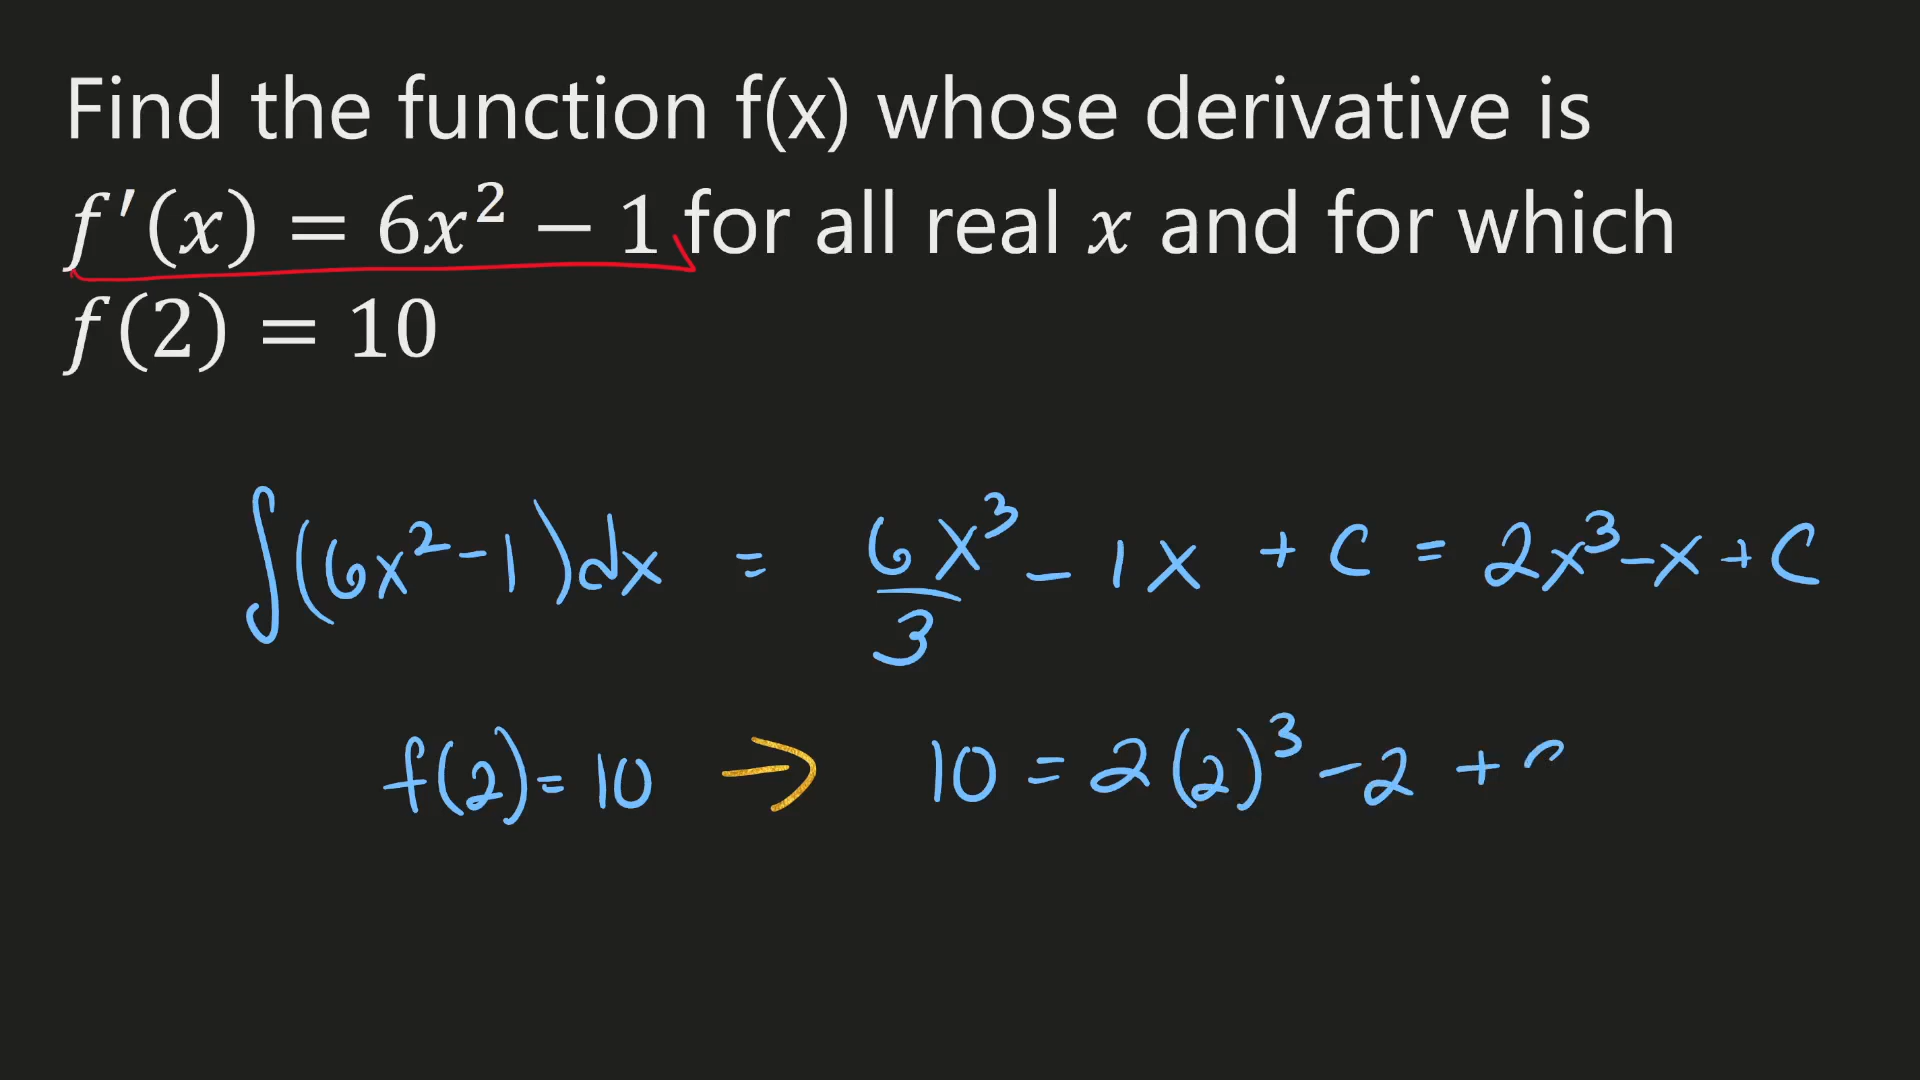 Find the function f(x) whose derivative is
f′(x) = 6x² − 1 for all real x and for which
f(2) = 10
∫(6x²-1)dx = 6x³/3 - 1x + C = 2x³-x+C
f(2)=10 → 10 = 2(2)³-2 +